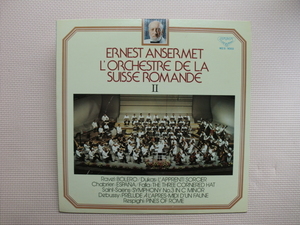 ERNEST ANSERMET
L'ORCHESTRE DE LA
SUISSE ROMANDE
II
Ravel: BOLERO / Dukas: L'APPRENTI SORCIER
Chabrier: ESPAÑA / Falla: THE THREE CORNERED HAT
Saint-Saëns: SYMPHONY No.3 IN C MINOR
Debussy: PRÉLUDE A L'APRES-MIDI D'UN FAUNE
Respighi: PINES OF ROME